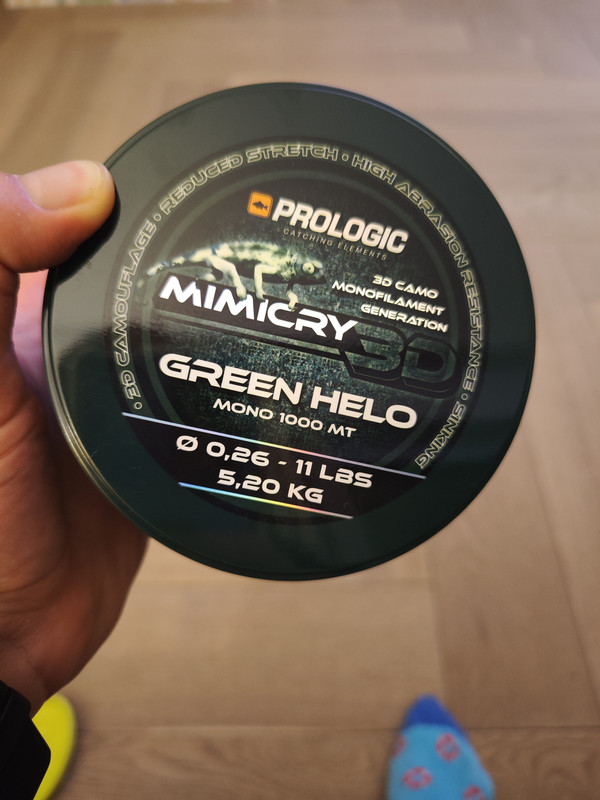 • 3D CAMOUFLAGE • REDUCED STRETCH • HIGH ABRASION RESISTANCE • SINKING
PROLOGIC
CATCHING ELEMENTS
3D CAMO
MONOFILAMENT
GENERATION
MIMICRY 3D
GREEN HELO
MONO 1000 MT
Ø 0,26 - 11 LBS
5,20 KG